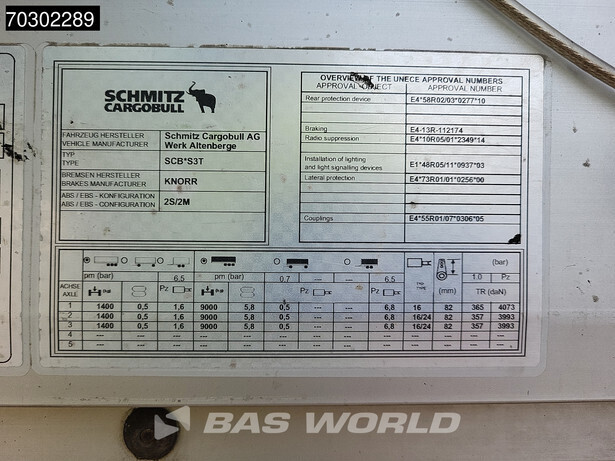 70302289
SCHMITZ
CARGOBULL
FAHRZEUG HERSTELLER
VEHICLE MANUFACTURER
Schmitz Cargobull AG
Werk Altenberge
TYP
TYPE
SCB*S3T
BREMSEN HERSTELLER
BRAKES MANUFACTURER
KNORR
ABS / EBS - KONFIGURATION
ABS / EBS - CONFIGURATION
2S/2M
OVERVIEW OF THE UNECE APPROVAL NUMBERS
APPROVAL OBJECT APPROVAL NUMBER
Rear protection device E4*58R02/03*0277*10
Braking E4-13R-112174
Radio suppression E4*10R05/01*2349*14
Installation of lighting
and light signalling devices E1*48R05/11*0937*03
Lateral protection E4*73R01/01*0256*00
Couplings E4*55R01/07*0306*05
(bar)
pm (bar) 6.5 pm (bar) 0.7 --- --- 6.5 1.0 Pz
ACHSE
AXLE
Pz Pz Pz TYP
TYPE (mm) TR (daN)
1 1400 0,5 1,6 9000 5,8 0,5 --- --- 6,8 16 82 365 4073
2 1400 0,5 1,6 9000 5,8 0,5 --- --- 6,8 16/24 82 357 3993
3 1400 0,5 1,6 9000 5,8 0,5 --- --- 6,8 16/24 82 357 3993
4 --- --- --- --- --- --- --- --- --- --- --- --- ---
5 --- --- --- --- --- --- --- --- --- --- --- --- ---
BAS WORLD